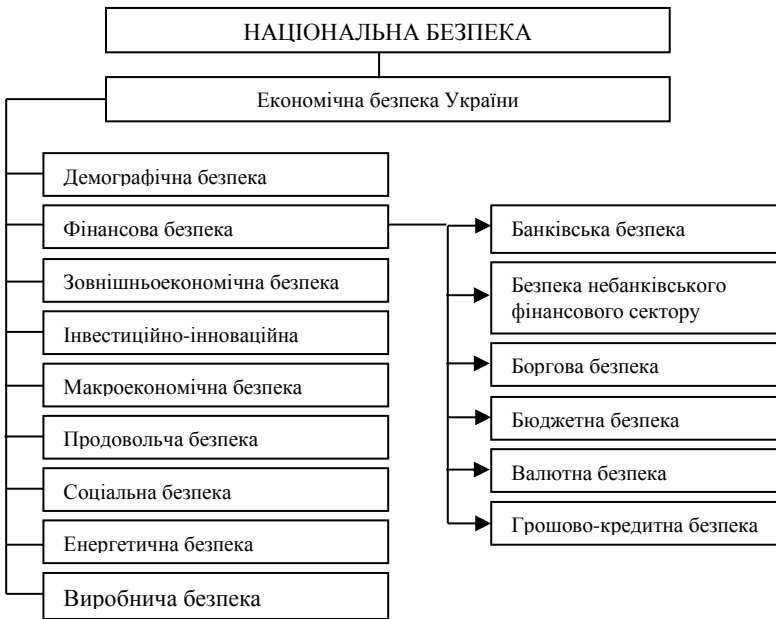 НАЦІОНАЛЬНА БЕЗПЕКА
Економічна безпека України
Демографічна безпека
Фінансова безпека
Зовнішньоекономічна безпека
Інвестиційно-інноваційна
Макроекономічна безпека
Продовольча безпека
Соціальна безпека
Енергетична безпека
Виробнича безпека
Банківська безпека
Безпека небанківського
фінансового сектору
Боргова безпека
Бюджетна безпека
Валютна безпека
Грошово-кредитна безпека